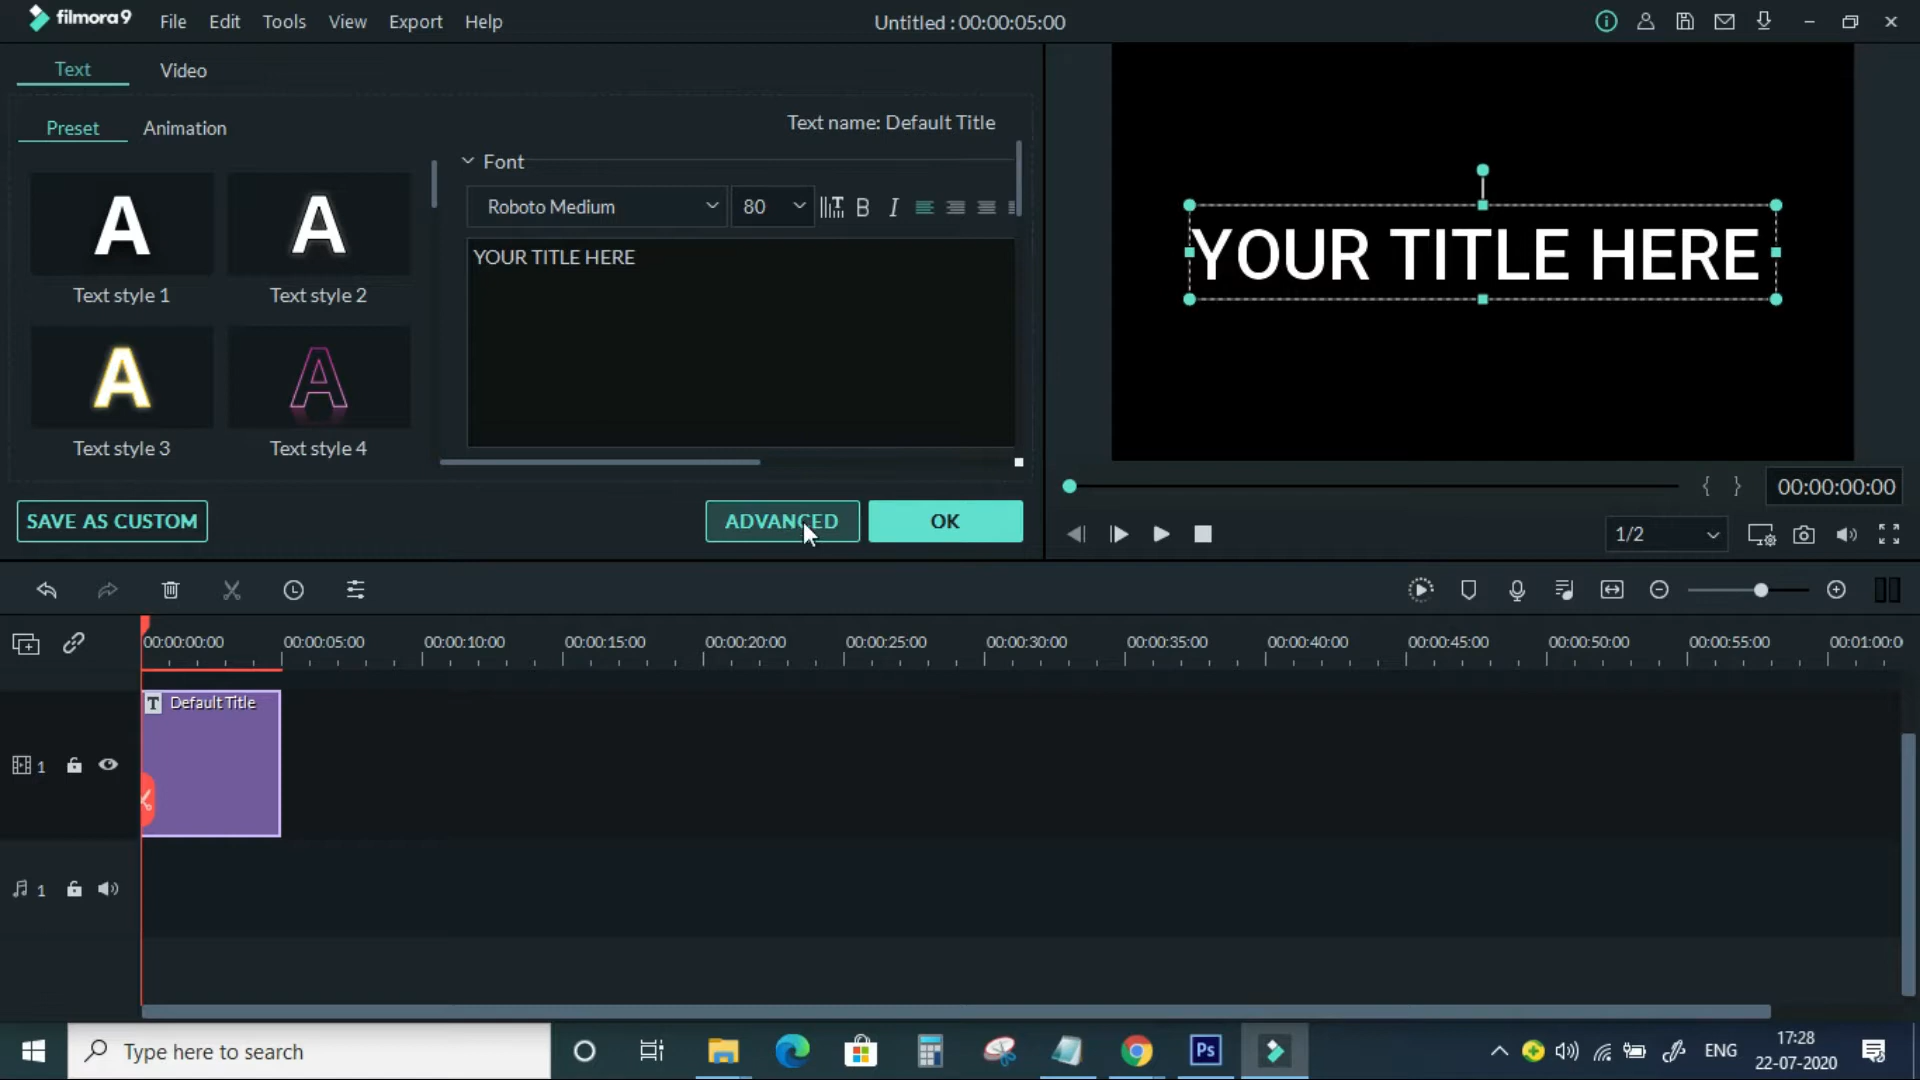 filmora9 File Edit Tools View Export Help Untitled : 00:00:05:00
Text Video
Preset Animation Text name: Default Title
Font
Roboto Medium 80 B I
YOUR TITLE HERE
A A
Text style 1 Text style 2
A A
Text style 3 Text style 4
YOUR TITLE HERE
SAVE AS CUSTOM ADVANCED OK
{ } 00:00:00:00
1/2
00:00:00:00 00:00:05:00 00:00:10:00 00:00:15:00 00:00:20:00 00:00:25:00 00:00:30:00 00:00:35:00 00:00:40:00 00:00:45:00 00:00:50:00 00:00:55:00 00:01:00:0
T Default Title
1
1
Type here to search
Ps
ENG
17:28
22-07-2020